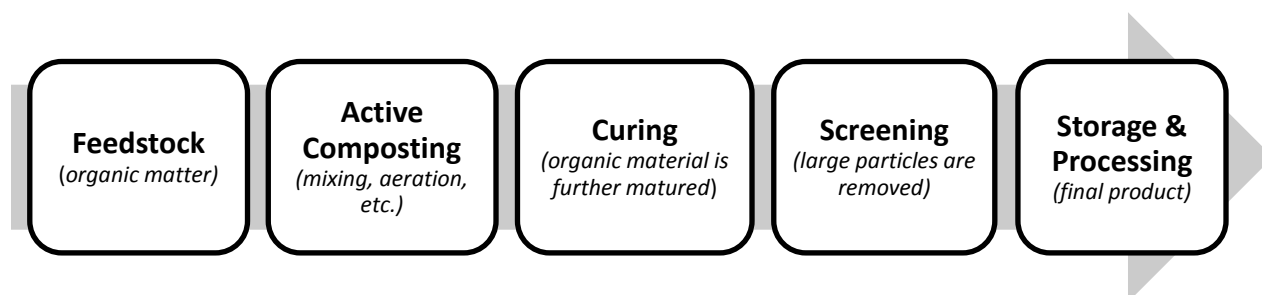 Feedstock
(organic matter)
Active
Composting
(mixing, aeration,
etc.)
Curing
(organic material is
further matured)
Screening
(large particles are
removed)
Storage &
Processing
(final product)